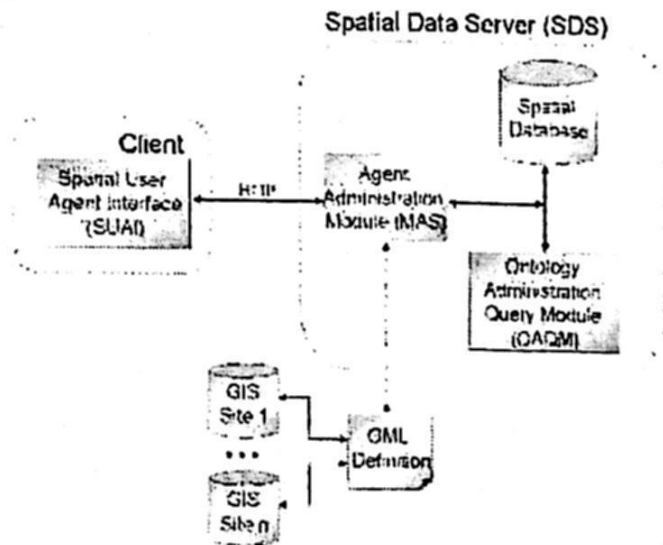 Spatial Data Server (SDS)
Spatial
Database
Client
Spatial User
Agent Interface
(SUAI)
HTTP
Agent
Administration
Module (MAS)
Ontology
Administration
Query Module
(OAQM)
GIS
Site 1
...
GIS
Site n
GML
Definition